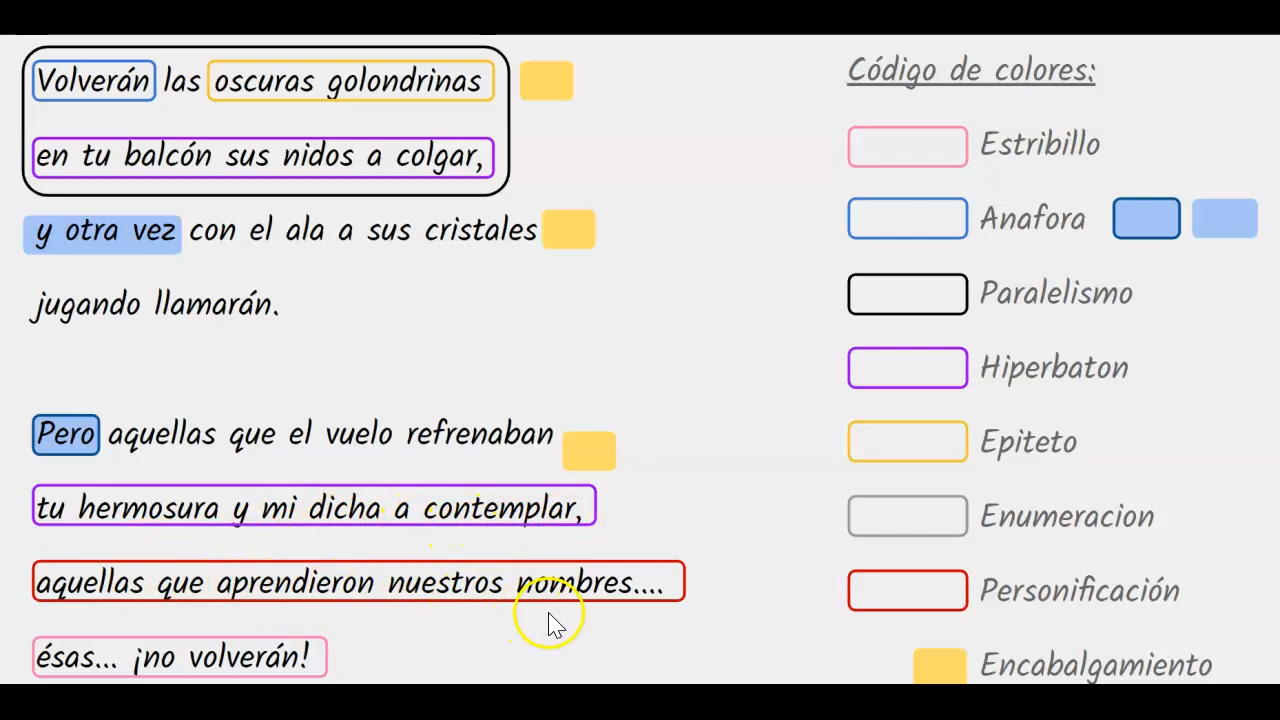 Volverán las oscuras golondrinas
en tu balcón sus nidos a colgar,
y otra vez con el ala a sus cristales
jugando llamarán.
Pero aquellas que el vuelo refrenaban
tu hermosura y mi dicha a contemplar,
aquellas que aprendieron nuestros nombres....
ésas... ¡no volverán!
Código de colores:
Estribillo
Anafora
Paralelismo
Hiperbaton
Epiteto
Enumeracion
Personificación
Encabalgamiento